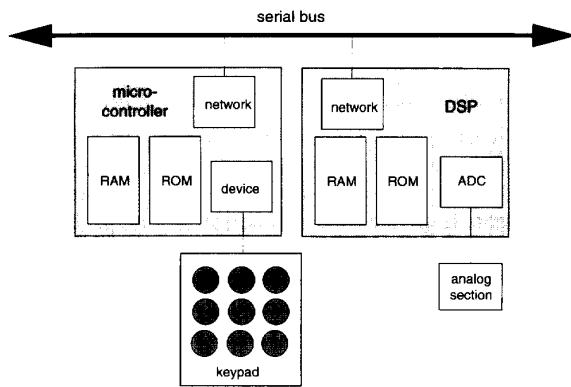 serial bus
micro-
controller
network
RAM
ROM
device
network
DSP
RAM
ROM
ADC
keypad
analog
section